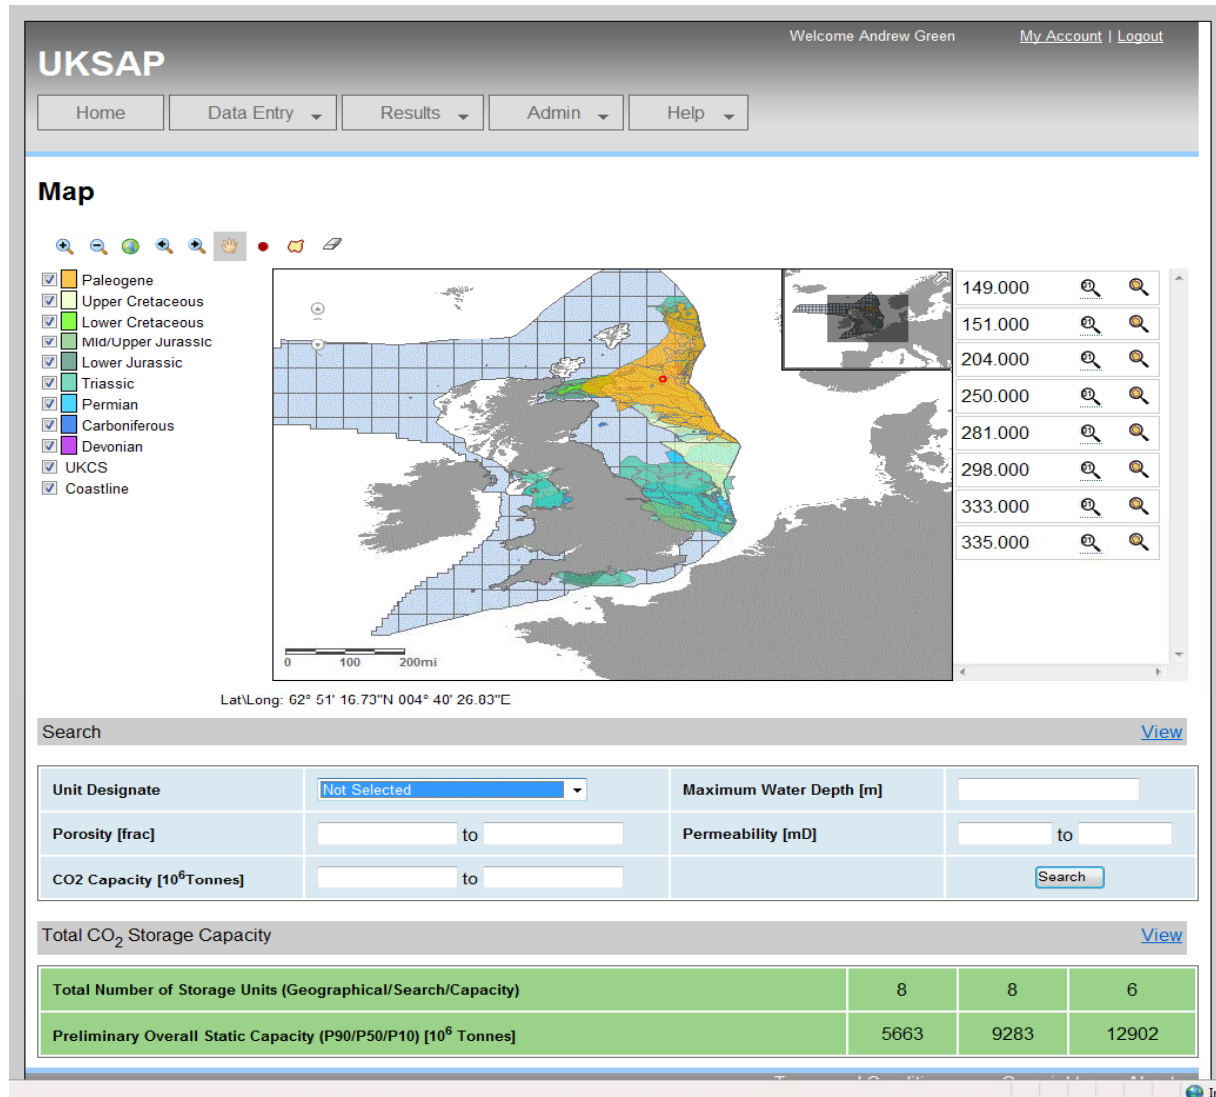 Welcome Andrew Green My Account | Logout
UKSAP
Home Data Entry Results Admin Help
Map
Paleogene
Upper Cretaceous
Lower Cretaceous
Mid/Upper Jurassic
Lower Jurassic
Triassic
Permian
Carboniferous
Devonian
UKCS
Coastline
0 100 200mi
149.000
151.000
204.000
250.000
281.000
298.000
333.000
335.000
Lat\Long: 62° 51' 16.73"N 004° 40' 26.83"E
Search View
Unit Designate Not Selected Maximum Water Depth [m]
Porosity [frac] to Permeability [mD] to
CO2 Capacity [10⁶Tonnes] to Search
Total CO₂ Storage Capacity View
Total Number of Storage Units (Geographical/Search/Capacity) 8 8 6
Preliminary Overall Static Capacity (P90/P50/P10) [10⁶ Tonnes] 5663 9283 12902